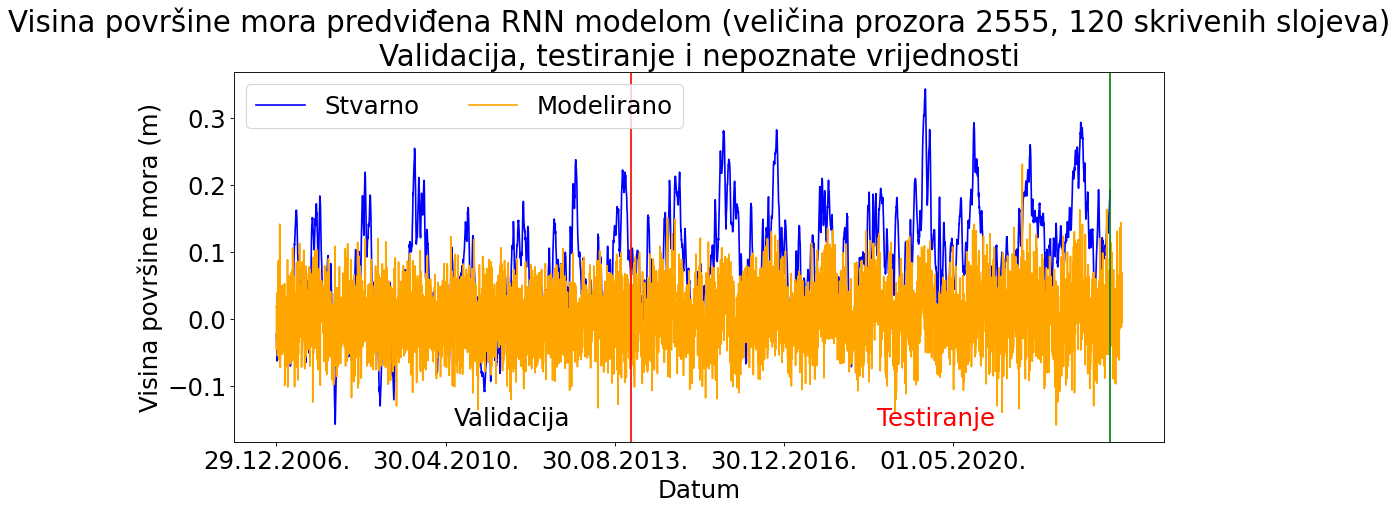 Visina površine mora predviđena RNN modelom (veličina prozora 2555, 120 skrivenih slojeva)
Validacija, testiranje i nepoznate vrijednosti
Stvarno
Modelirano
Visina površine mora (m)
0.3
0.2
0.1
0.0
−0.1
Validacija
Testiranje
29.12.2006.
30.04.2010.
30.08.2013.
30.12.2016.
01.05.2020.
Datum